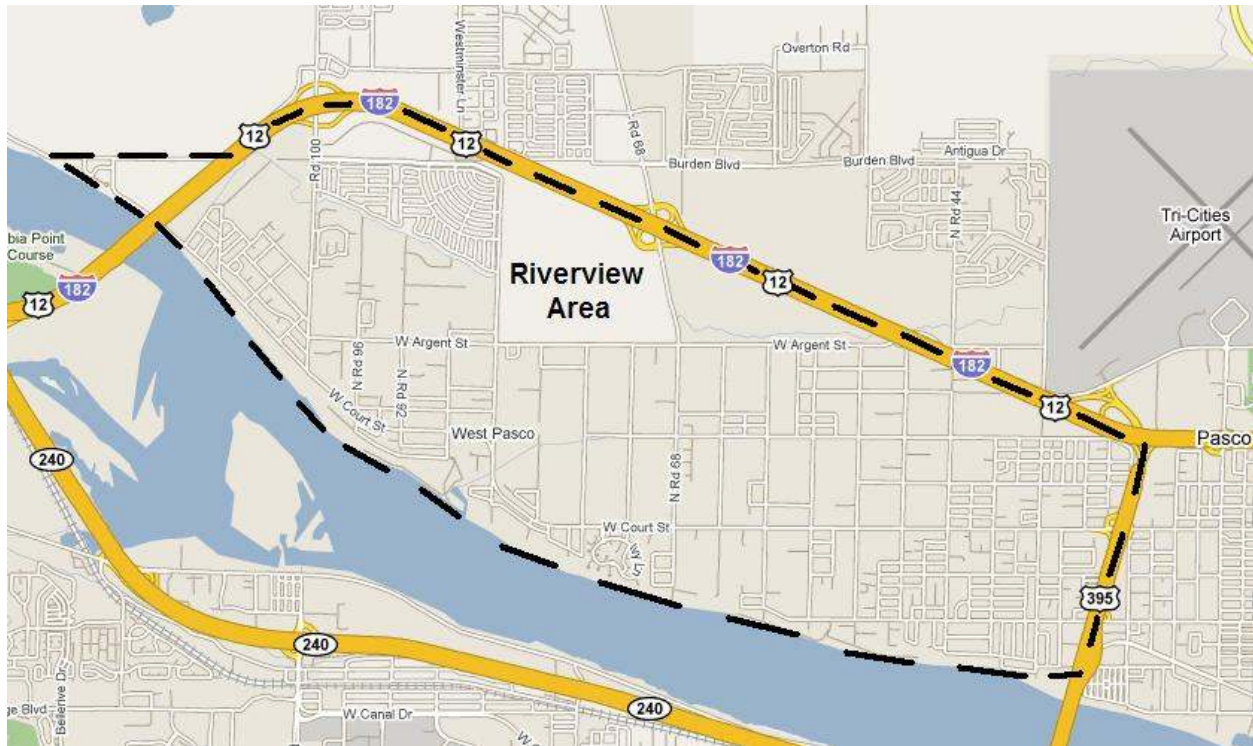 Westminster Ln
Overton Rd
182
12
12
Rd 100
Rd 68
Burden Blvd
Burden Blvd
Antigua Dr
N Rd 44
Tri-Cities
Airport
bia Point
Course
182
12
Riverview
Area
182
12
W Argent St
W Argent St
N Rd 96
N Rd 92
182
12
W Court St
West Pasco
Pasco
240
N Rd 68
W Court St
Ivy Ln
395
240
240
Bellerive Dr
ge Blvd
W Canal Dr